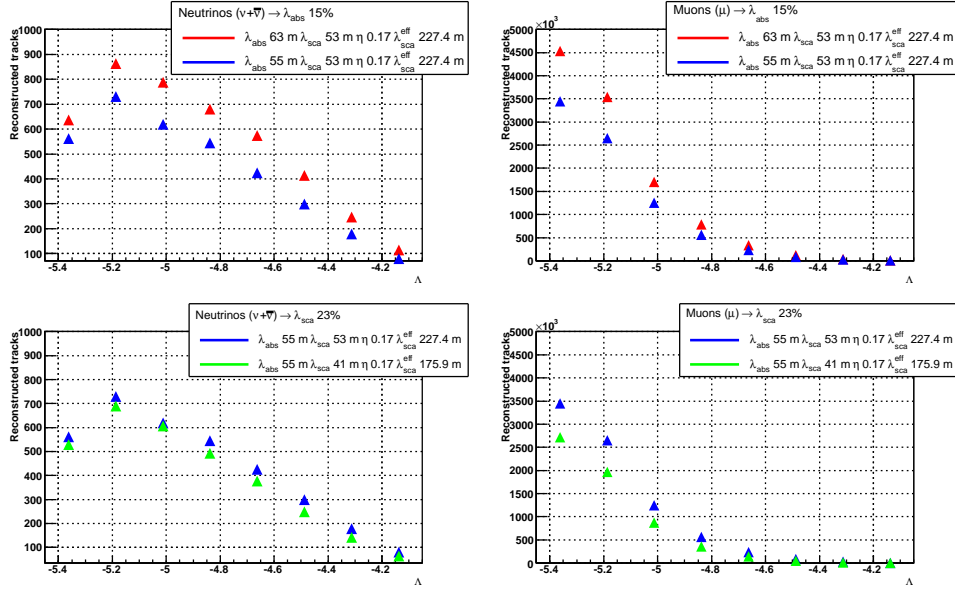 Neutrinos (ν+ν̅) → λabs 15%
λabs 63 m λsca 53 m η 0.17 λsca^eff 227.4 m
λabs 55 m λsca 53 m η 0.17 λsca^eff 227.4 m
Reconstructed tracks
1000
900
800
700
600
500
400
300
200
100
-5.4 -5.2 -5 -4.8 -4.6 -4.4 -4.2
Λ
Muons (μ) → λabs 15%
λabs 63 m λsca 53 m η 0.17 λsca^eff 227.4 m
λabs 55 m λsca 53 m η 0.17 λsca^eff 227.4 m
×10³
Reconstructed tracks
5000
4500
4000
3500
3000
2500
2000
1500
1000
500
0
-5.4 -5.2 -5 -4.8 -4.6 -4.4 -4.2
Λ
Neutrinos (ν+ν̅) → λsca 23%
λabs 55 m λsca 53 m η 0.17 λsca^eff 227.4 m
λabs 55 m λsca 41 m η 0.17 λsca^eff 175.9 m
Reconstructed tracks
1000
900
800
700
600
500
400
300
200
100
-5.4 -5.2 -5 -4.8 -4.6 -4.4 -4.2
Λ
Muons (μ) → λsca 23%
λabs 55 m λsca 53 m η 0.17 λsca^eff 227.4 m
λabs 55 m λsca 41 m η 0.17 λsca^eff 175.9 m
×10³
Reconstructed tracks
5000
4500
4000
3500
3000
2500
2000
1500
1000
500
0
-5.4 -5.2 -5 -4.8 -4.6 -4.4 -4.2
Λ